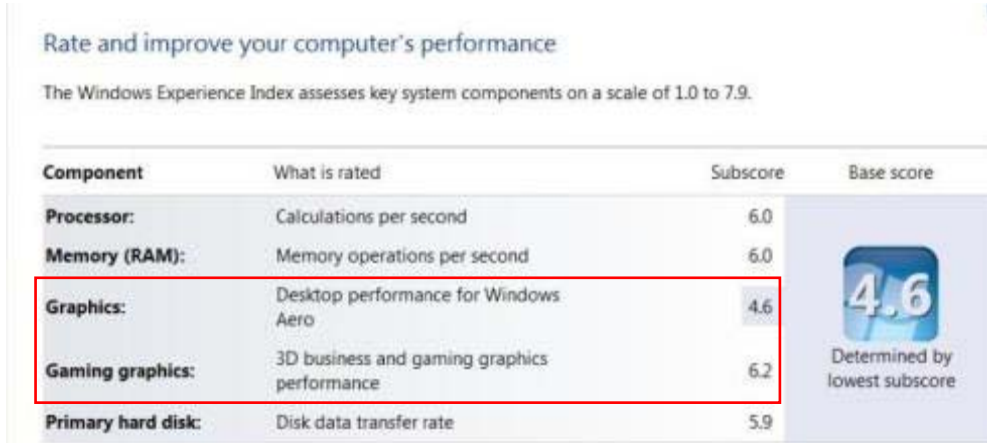 Rate and improve your computer's performance
The Windows Experience Index assesses key system components on a scale of 1.0 to 7.9.
Component What is rated Subscore Base score
Processor: Calculations per second 6.0
Memory (RAM): Memory operations per second 6.0
Graphics: Desktop performance for Windows
Aero 4.6
Gaming graphics: 3D business and gaming graphics
performance 6.2
Primary hard disk: Disk data transfer rate 5.9
4.6
Determined by
lowest subscore